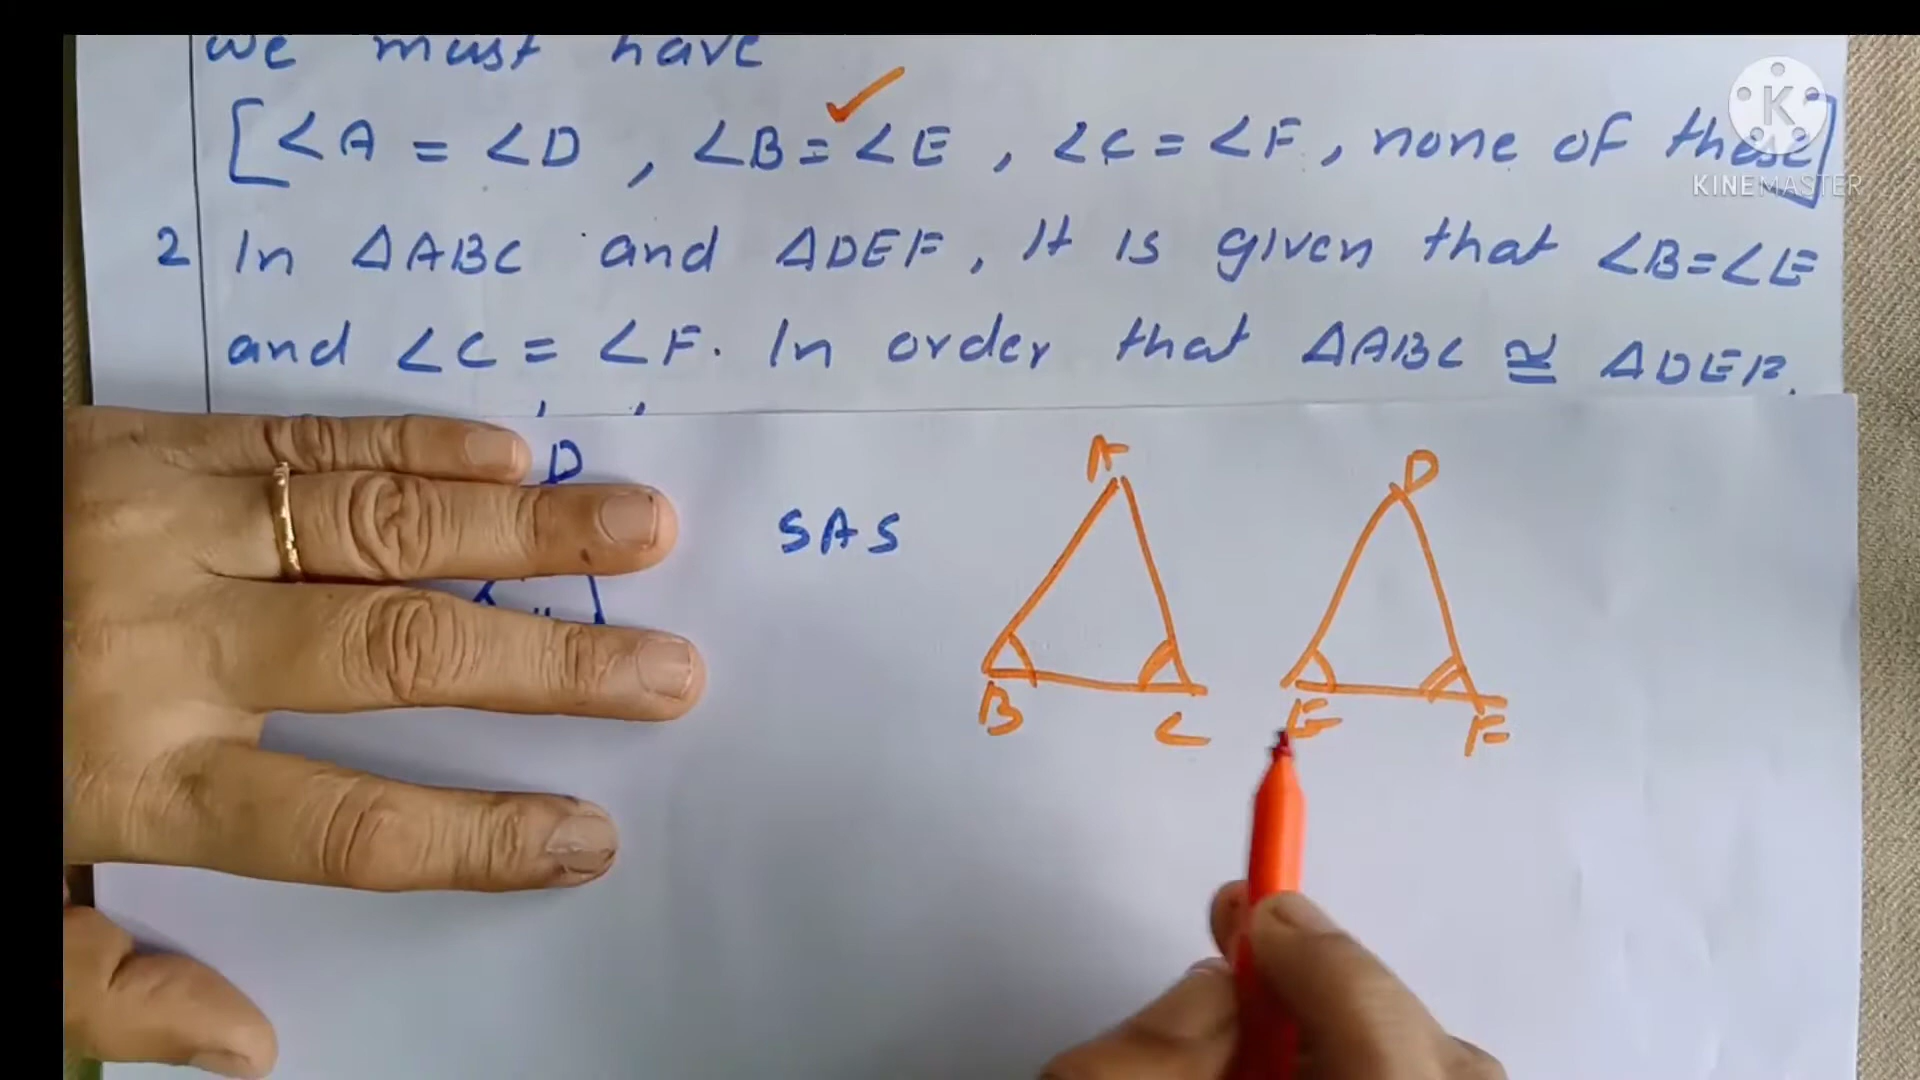 we must have
[∠A = ∠D, ∠B = ∠E, ∠C = ∠F, none of these]
KINEMASTER
2 In ΔABC and ΔDEF, It is given that ∠B=∠E
and ∠C = ∠F. In order that ΔABC ≅ ΔDEF.
D
SAS
A
D
B
C
E
F